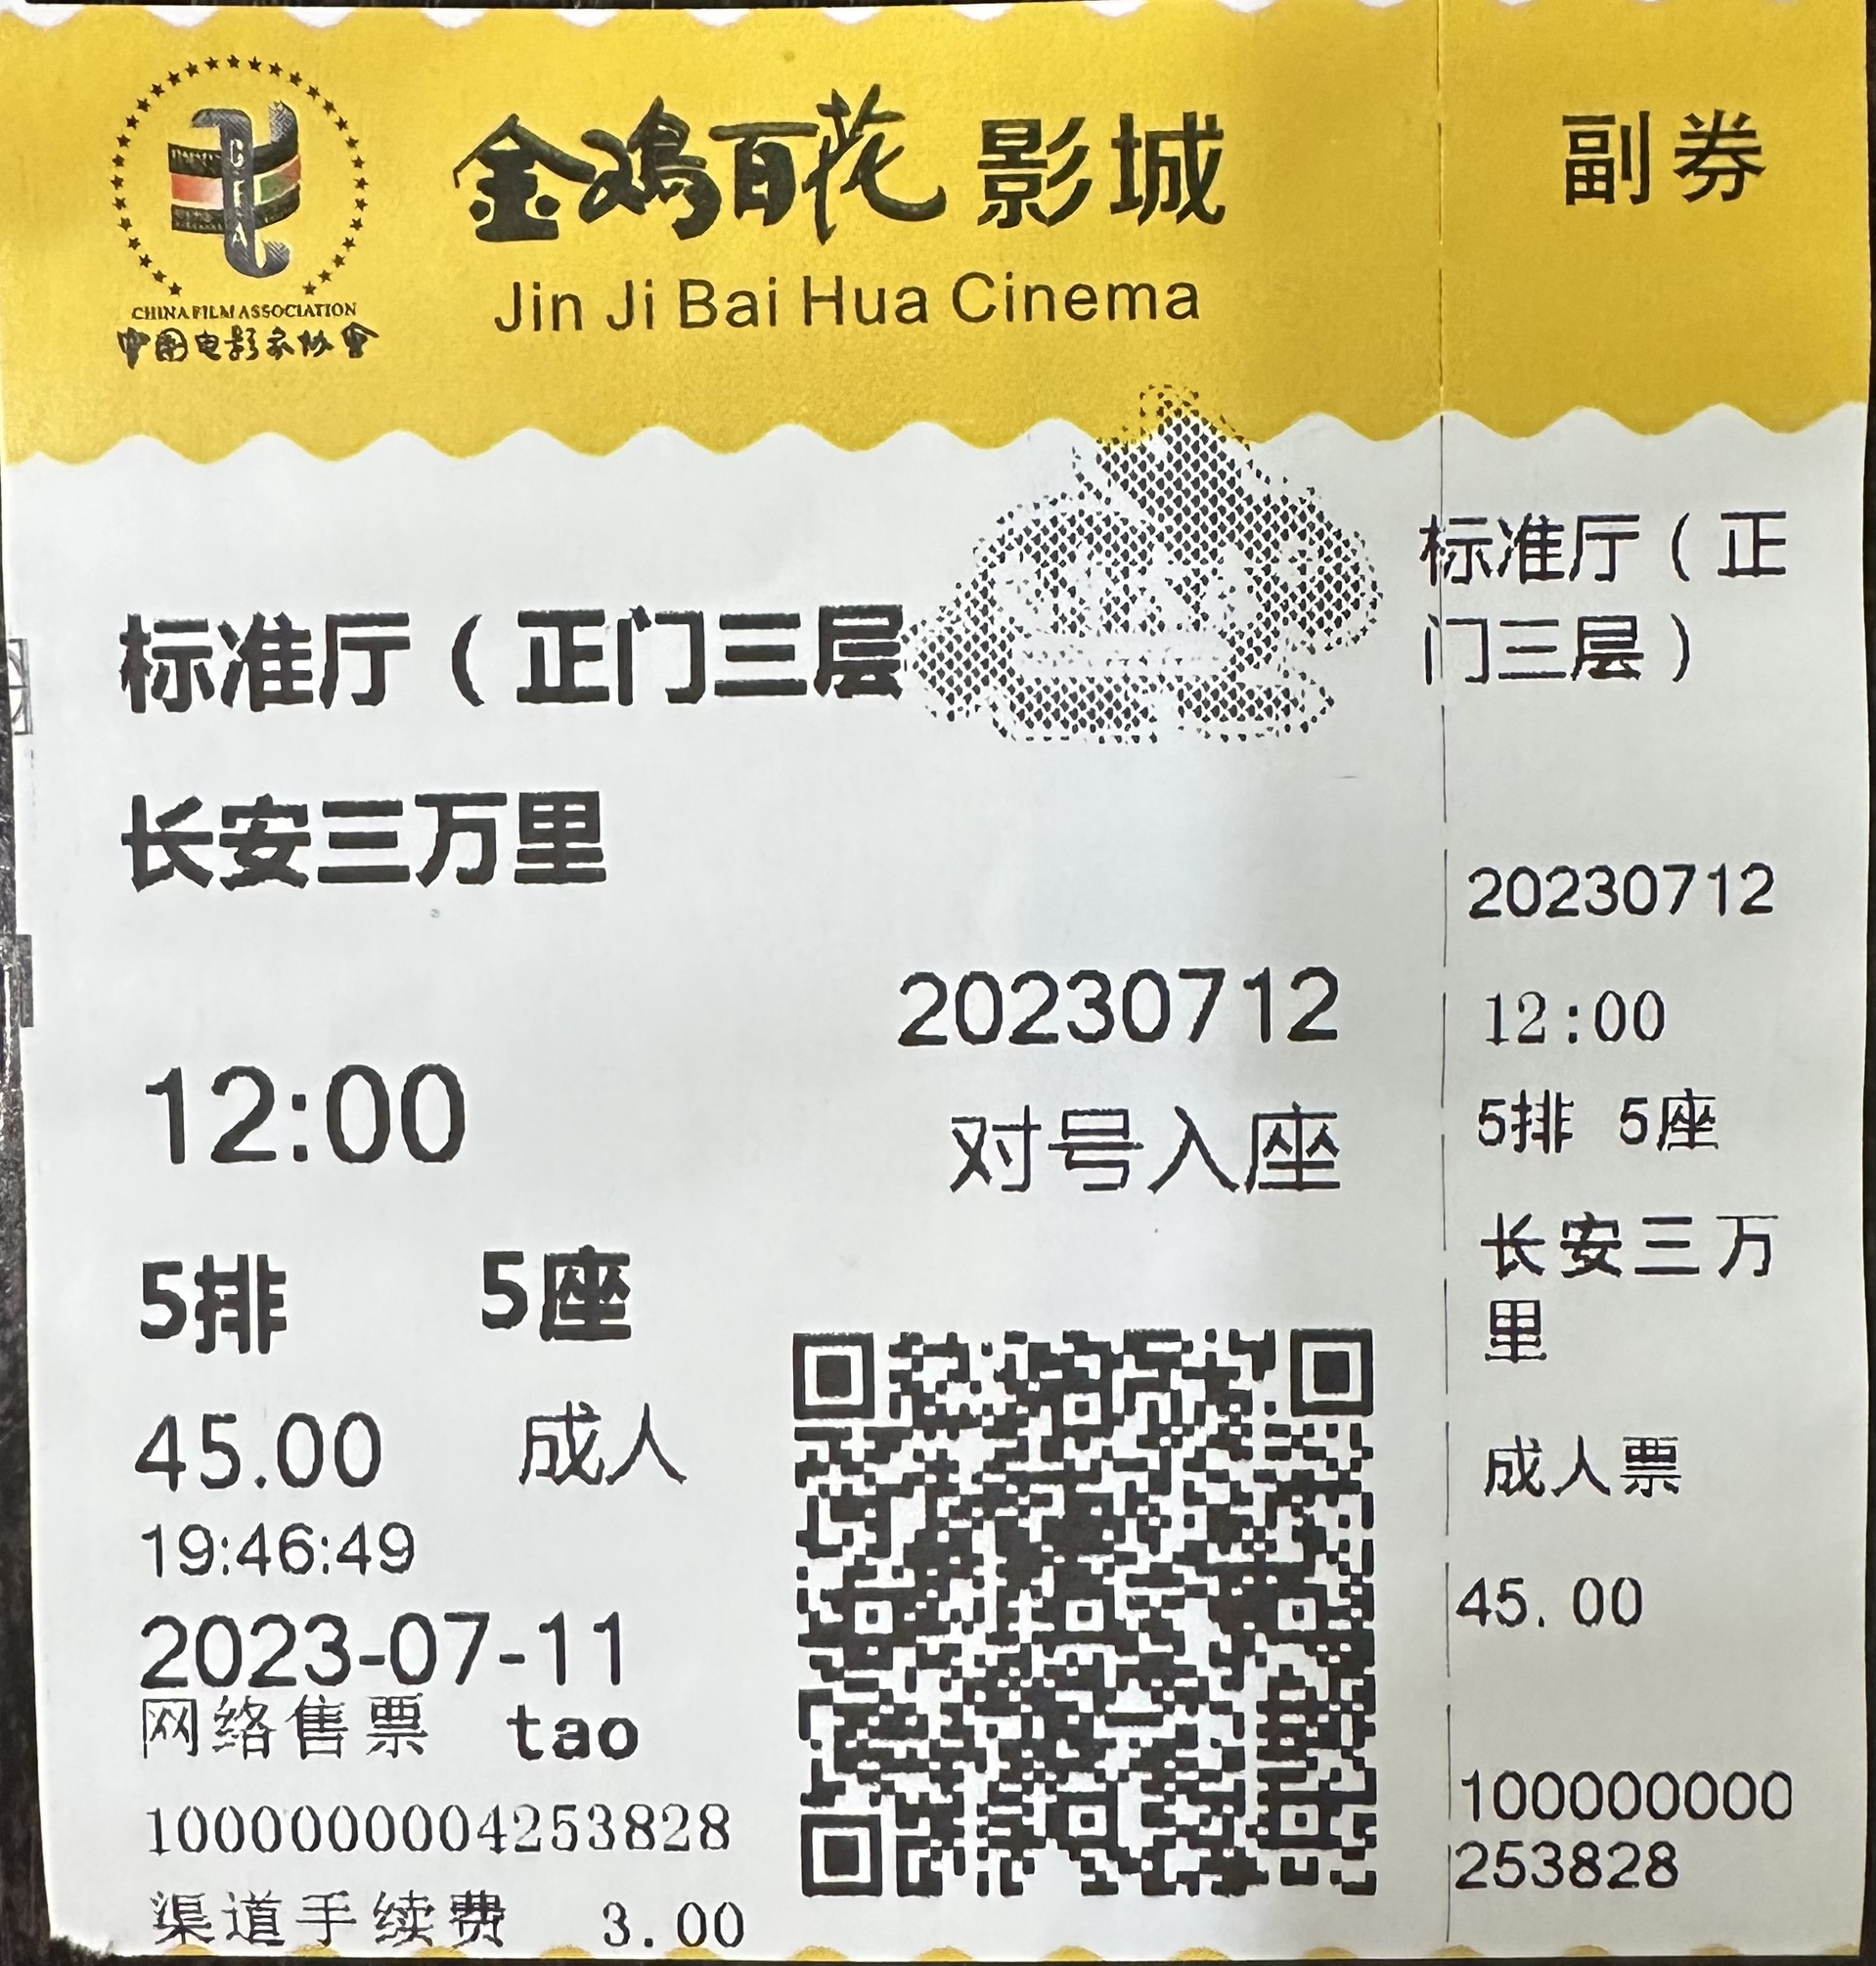 金鸡百花影城
Jin Ji Bai Hua Cinema
CFA
CHINA FILM ASSOCIATION
中国电影家协会
标准厅（正门三层
长安三万里
20230712
12:00
对号入座
5排 5座
45.00 成人
19:46:49
2023-07-11
网络售票 tao
1000000004253828
渠道手续费 3.00
副券
标准厅（正
门三层）
20230712
12:00
5排 5座
长安三万
里
成人票
45.00
100000000
253828